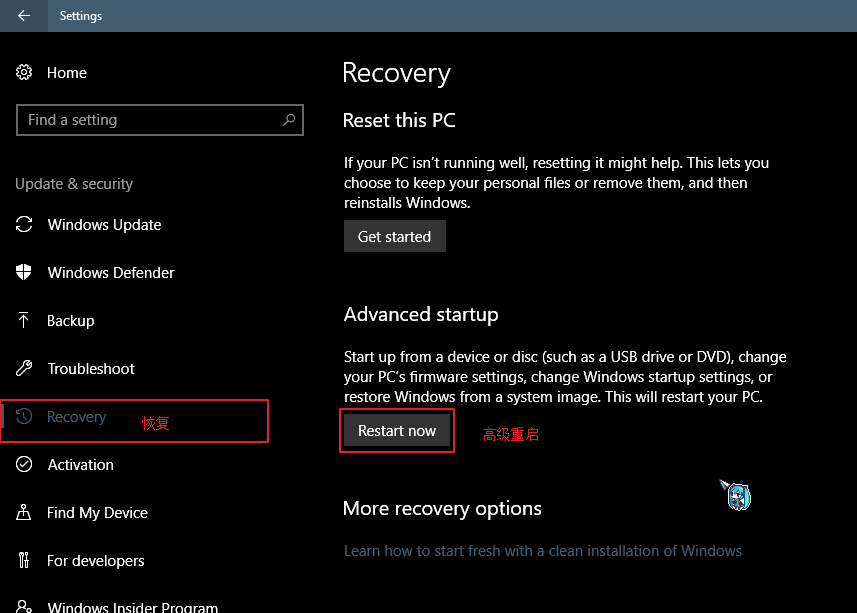 Settings
Home
Find a setting
Update & security
Windows Update
Windows Defender
Backup
Troubleshoot
Recovery
恢复
Activation
Find My Device
For developers
Windows Insider Program
Recovery
Reset this PC
If your PC isn't running well, resetting it might help. This lets you
choose to keep your personal files or remove them, and then
reinstalls Windows.
Get started
Advanced startup
Start up from a device or disc (such as a USB drive or DVD), change
your PC's firmware settings, change Windows startup settings, or
restore Windows from a system image. This will restart your PC.
Restart now
高级重启
More recovery options
Learn how to start fresh with a clean installation of Windows